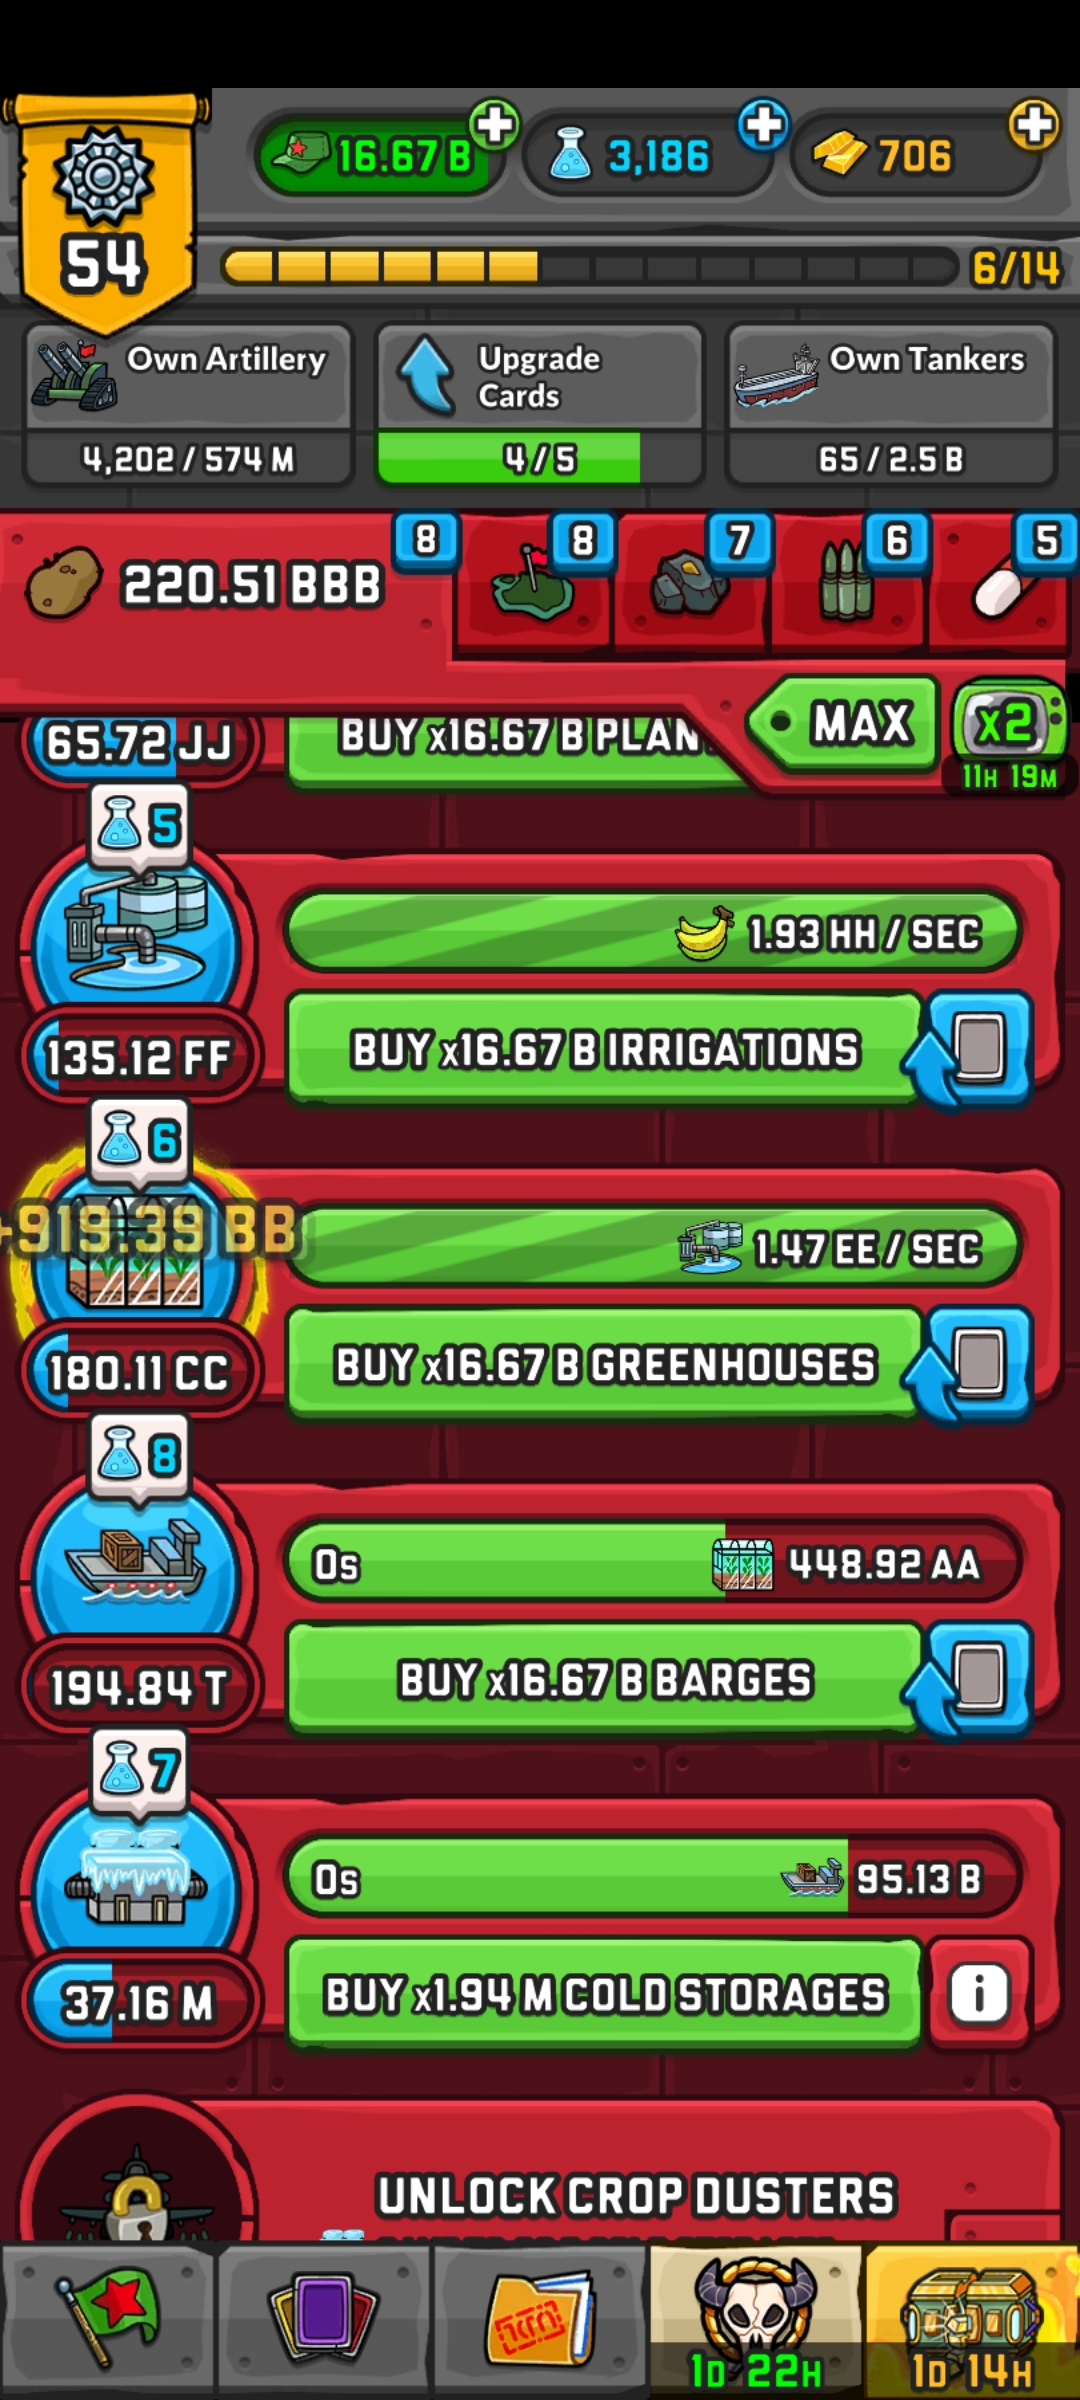 16.67 B
3,186
706
54
6/14
Own Artillery
4,202 / 574 M
Upgrade
Cards
4 / 5
Own Tankers
65 / 2.5 B
220.51 BBB
8
8
7
6
5
MAX
X2
11H 19M
65.72 JJ
BUY x16.67 B PLAN
5
1.93 HH / SEC
135.12 FF
BUY x16.67 B IRRIGATIONS
6
+919.39 BB
1.47 EE / SEC
180.11 CC
BUY x16.67 B GREENHOUSES
8
0s
448.92 AA
194.84 T
BUY x16.67 B BARGES
7
0s
95.13 B
37.16 M
BUY x1.94 M COLD STORAGES
i
UNLOCK CROP DUSTERS
1D 22H
1D 14H